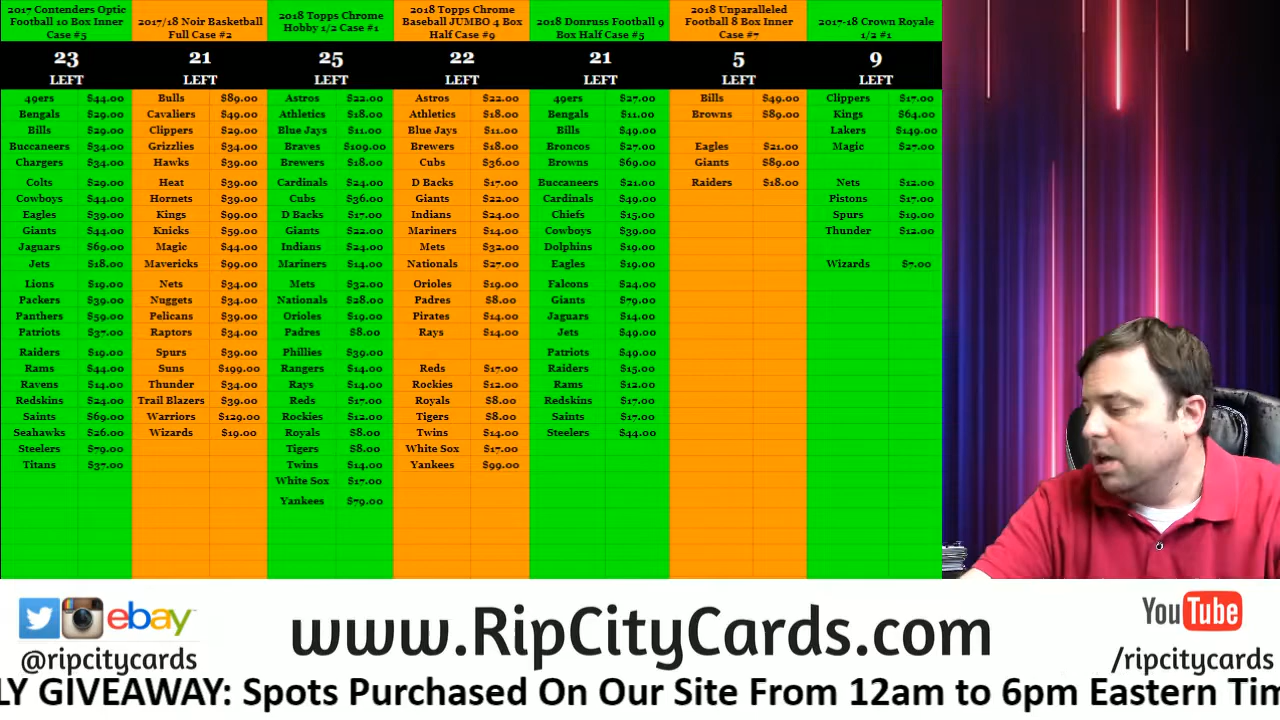 2017 Contenders Optic
Football 10 Box Inner
Case #5
23
LEFT
49ers $44.00
Bengals $29.00
Bills $29.00
Buccaneers $34.00
Chargers $34.00
Colts $29.00
Cowboys $44.00
Eagles $39.00
Giants $44.00
Jaguars $69.00
Jets $18.00
Lions $19.00
Packers $39.00
Panthers $59.00
Patriots $37.00
Raiders $19.00
Rams $44.00
Ravens $14.00
Redskins $24.00
Saints $69.00
Seahawks $26.00
Steelers $79.00
Titans $37.00
2017/18 Noir Basketball
Full Case #2
21
LEFT
Bulls $89.00
Cavaliers $49.00
Clippers $29.00
Grizzlies $34.00
Hawks $39.00
Heat $39.00
Hornets $39.00
Kings $99.00
Knicks $59.00
Magic $44.00
Mavericks $99.00
Nets $34.00
Nuggets $34.00
Pelicans $39.00
Raptors $34.00
Spurs $39.00
Suns $199.00
Thunder $34.00
Trail Blazers $39.00
Warriors $129.00
Wizards $19.00
2018 Topps Chrome
Hobby 1/2 Case #1
25
LEFT
Astros $22.00
Athletics $18.00
Blue Jays $11.00
Braves $109.00
Brewers $18.00
Cardinals $24.00
Cubs $36.00
D Backs $17.00
Giants $22.00
Indians $24.00
Mariners $14.00
Mets $32.00
Nationals $28.00
Orioles $19.00
Padres $8.00
Phillies $39.00
Rangers $14.00
Rays $14.00
Reds $17.00
Rockies $12.00
Royals $8.00
Tigers $8.00
Twins $14.00
White Sox $17.00
Yankees $79.00
2018 Topps Chrome
Baseball JUMBO 4 Box
Half Case #9
22
LEFT
Astros $22.00
Athletics $18.00
Blue Jays $11.00
Brewers $18.00
Cubs $36.00
D Backs $17.00
Giants $22.00
Indians $24.00
Mariners $14.00
Mets $32.00
Nationals $27.00
Orioles $19.00
Padres $8.00
Pirates $14.00
Rays $14.00
Reds $17.00
Rockies $12.00
Royals $8.00
Tigers $8.00
Twins $14.00
White Sox $17.00
Yankees $99.00
2018 Donruss Football 9
Box Half Case #5
21
LEFT
49ers $27.00
Bengals $11.00
Bills $49.00
Broncos $27.00
Browns $69.00
Buccaneers $21.00
Cardinals $49.00
Chiefs $15.00
Cowboys $39.00
Dolphins $19.00
Eagles $19.00
Falcons $24.00
Giants $79.00
Jaguars $14.00
Jets $49.00
Patriots $49.00
Raiders $15.00
Rams $12.00
Redskins $17.00
Saints $17.00
Steelers $44.00
2018 Unparalleled
Football 8 Box Inner
Case #7
5
LEFT
Bills $49.00
Browns $89.00
Eagles $21.00
Giants $89.00
Raiders $18.00
2017-18 Crown Royale
1/2 #1
9
LEFT
Clippers $17.00
Kings $64.00
Lakers $149.00
Magic $27.00
Nets $12.00
Pistons $17.00
Spurs $19.00
Thunder $12.00
Wizards $7.00
ebay
@ripcitycards
www.RipCityCards.com
YouTube
/ripcitycards
LY GIVEAWAY: Spots Purchased On Our Site From 12am to 6pm Eastern Tim